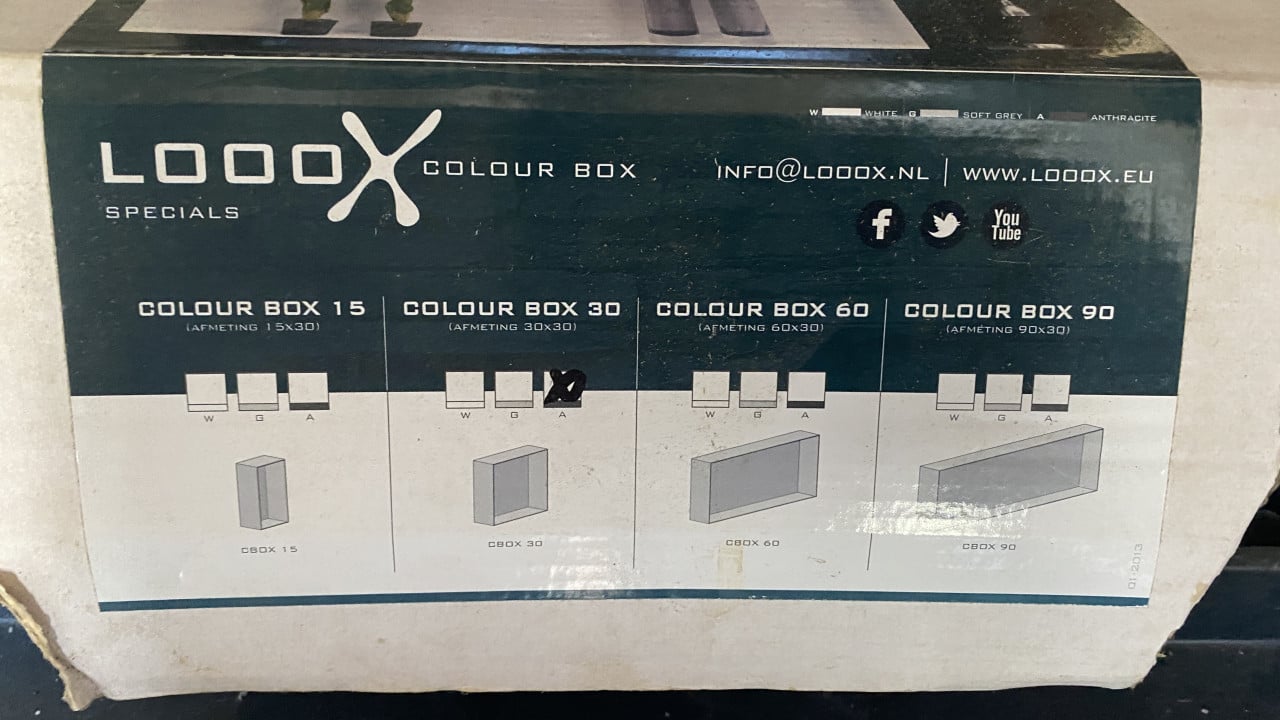 W WHITE G SOFT GREY A ANTHRACITE
LOOOX COLOUR BOX
SPECIALS
INFO@LOOOX.NL | WWW.LOOOX.EU
f
You
Tube
COLOUR BOX 15
(AFMETING 15x30)
W G A
CBOX 15
COLOUR BOX 30
(AFMETING 30x30)
W G A
CBOX 30
COLOUR BOX 60
(AFMETING 60x30)
W G A
CBOX 60
COLOUR BOX 90
(AFMETING 90x30)
W G A
CBOX 90
Q1-2013